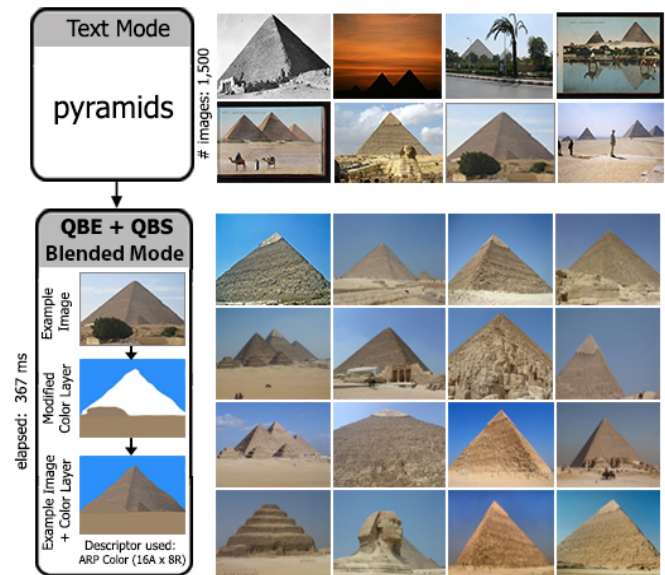 Text Mode
pyramids
# images: 1,500
QBE + QBS
Blended Mode
Example
Image
Modified
Color Layer
Example Image
+ Color Layer
elapsed: 367 ms
Descriptor used:
ARP Color (16A x 8R)